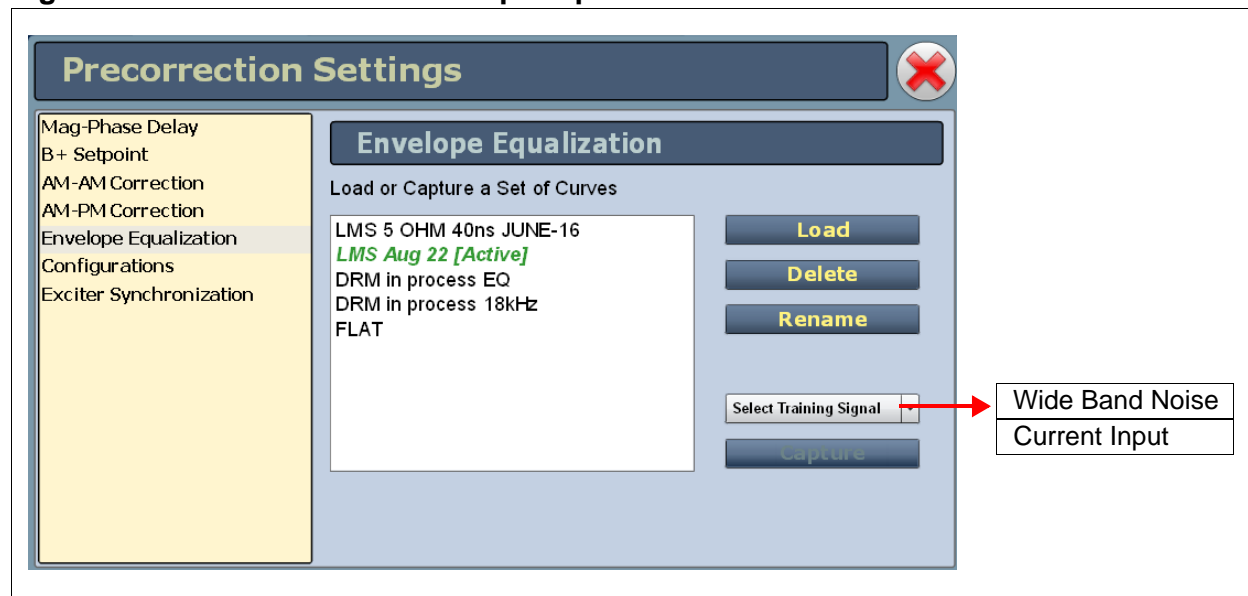 Precorrection Settings
Mag-Phase Delay
B+ Setpoint
AM-AM Correction
AM-PM Correction
Envelope Equalization
Configurations
Exciter Synchronization
Envelope Equalization
Load or Capture a Set of Curves
LMS 5 OHM 40ns JUNE-16
LMS Aug 22 [Active]
DRM in process EQ
DRM in process 18kHz
FLAT
Load
Delete
Rename
Select Training Signal
Capture
Wide Band Noise
Current Input